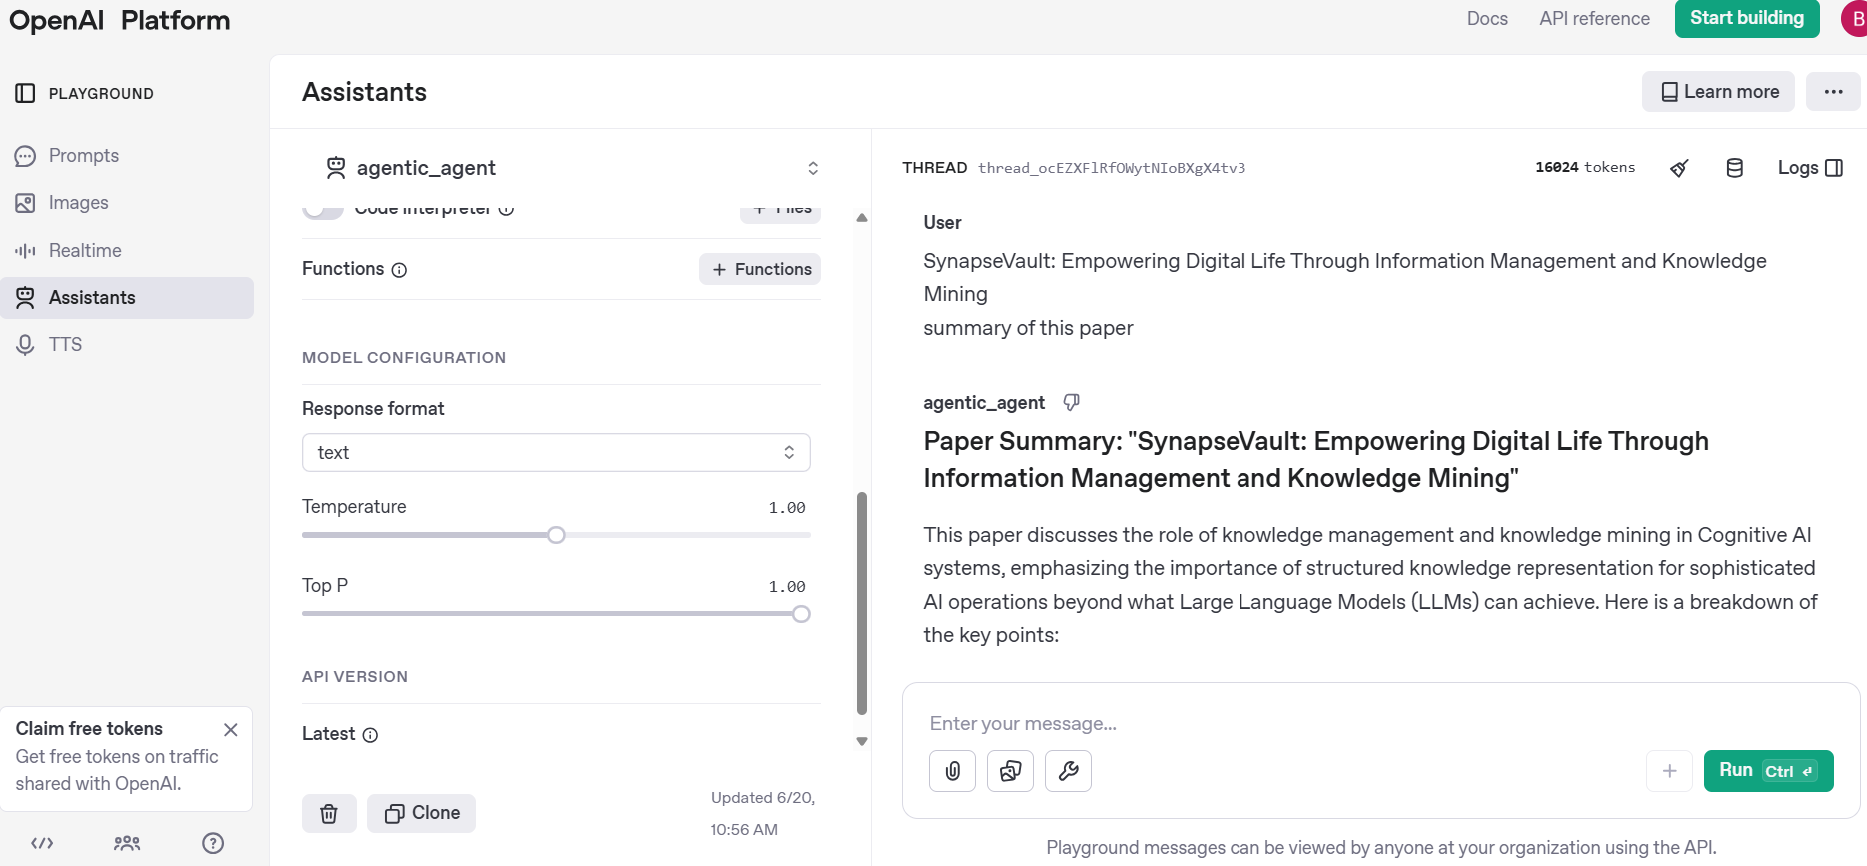 OpenAI Platform
Docs
API reference
Start building
B
PLAYGROUND
Prompts
Images
Realtime
Assistants
TTS
Claim free tokens
Get free tokens on traffic
shared with OpenAI.
Assistants
Learn more
agentic_agent
Code interpreter
+ Files
Functions
+ Functions
MODEL CONFIGURATION
Response format
text
Temperature
1.00
Top P
1.00
API VERSION
Latest
Clone
Updated 6/20,
10:56 AM
THREAD thread_ocEZXFlRfOWytNIoBXgX4tv3
16024 tokens
Logs
User
SynapseVault: Empowering Digital Life Through Information Management and Knowledge
Mining
summary of this paper
agentic_agent
Paper Summary: "SynapseVault: Empowering Digital Life Through
Information Management and Knowledge Mining"
This paper discusses the role of knowledge management and knowledge mining in Cognitive AI
systems, emphasizing the importance of structured knowledge representation for sophisticated
AI operations beyond what Large Language Models (LLMs) can achieve. Here is a breakdown of
the key points:
Enter your message...
Run Ctrl ↵
Playground messages can be viewed by anyone at your organization using the API.